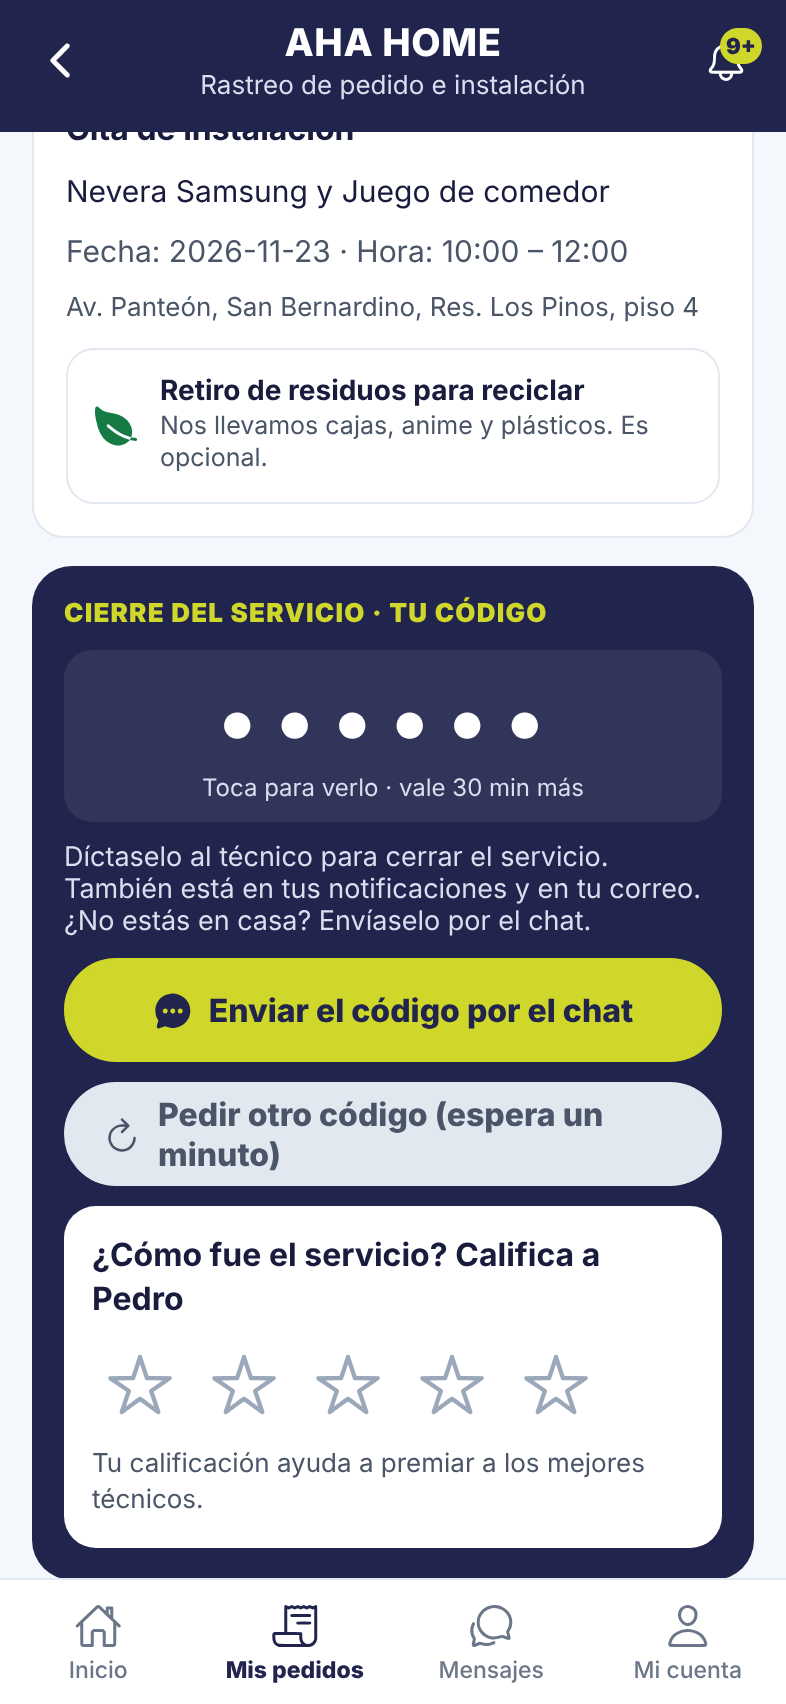 AHA HOME
9+
Rastreo de pedido e instalación
Cita de instalación
Nevera Samsung y Juego de comedor
Fecha: 2026-11-23 · Hora: 10:00 – 12:00
Av. Panteón, San Bernardino, Res. Los Pinos, piso 4
Retiro de residuos para reciclar
Nos llevamos cajas, anime y plásticos. Es
opcional.
CIERRE DEL SERVICIO · TU CÓDIGO
Toca para verlo · vale 30 min más
Díctaselo al técnico para cerrar el servicio.
También está en tus notificaciones y en tu correo.
¿No estás en casa? Envíaselo por el chat.
Enviar el código por el chat
Pedir otro código (espera un
minuto)
¿Cómo fue el servicio? Califica a
Pedro
Tu calificación ayuda a premiar a los mejores
técnicos.
Inicio
Mis pedidos
Mensajes
Mi cuenta